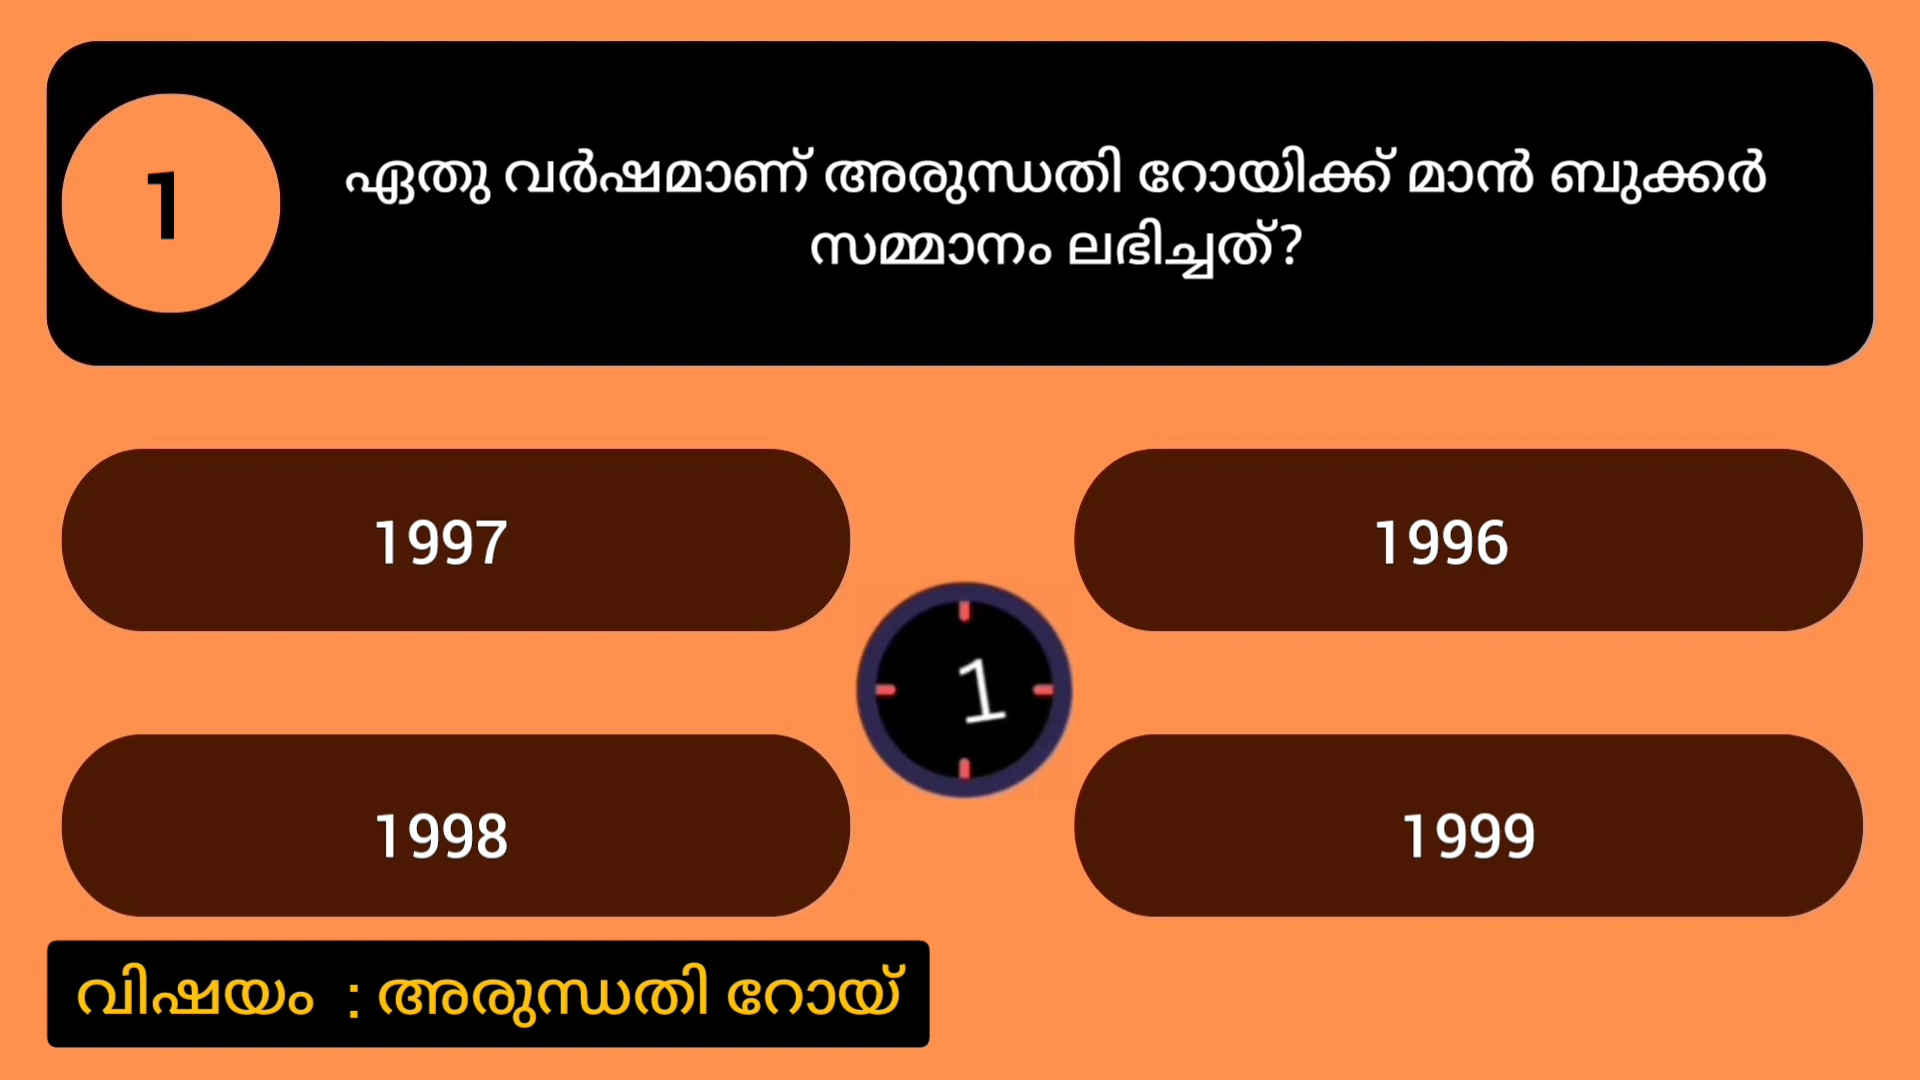 1
ഏതു വർഷമാണ് അരുന്ധതി റോയിക്ക് മാൻ ബുക്കർ
സമ്മാനം ലഭിച്ചത്?
1997
1996
1
1998
1999
വിഷയം : അരുന്ധതി റോയ്